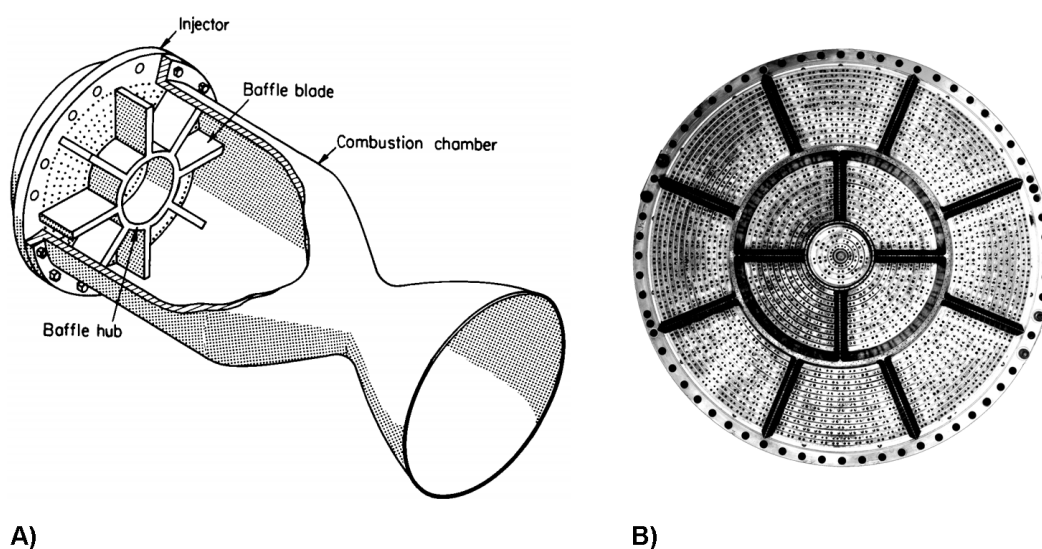 Injector
Baffle blade
Combustion chamber
Baffle hub
A)
B)